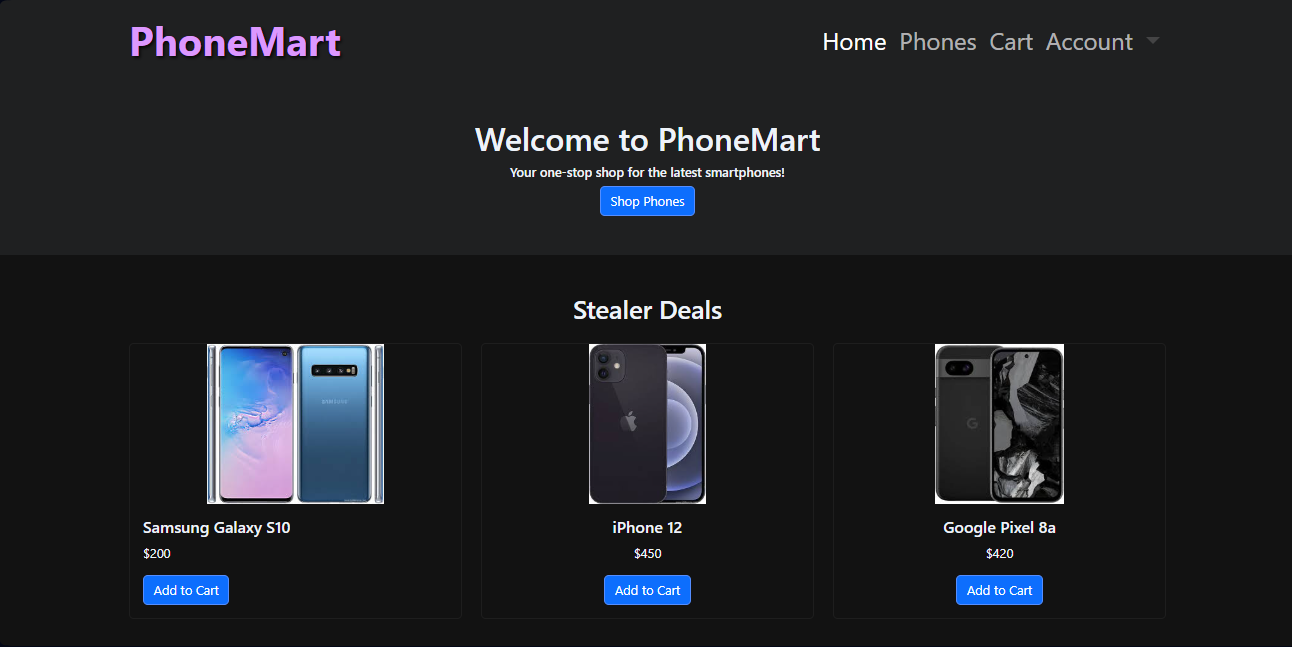 PhoneMart
Home Phones Cart Account
Welcome to PhoneMart
Your one-stop shop for the latest smartphones!
Shop Phones
Stealer Deals
SAMSUNG
G
Samsung Galaxy S10
iPhone 12
Google Pixel 8a
$200
$450
$420
Add to Cart
Add to Cart
Add to Cart